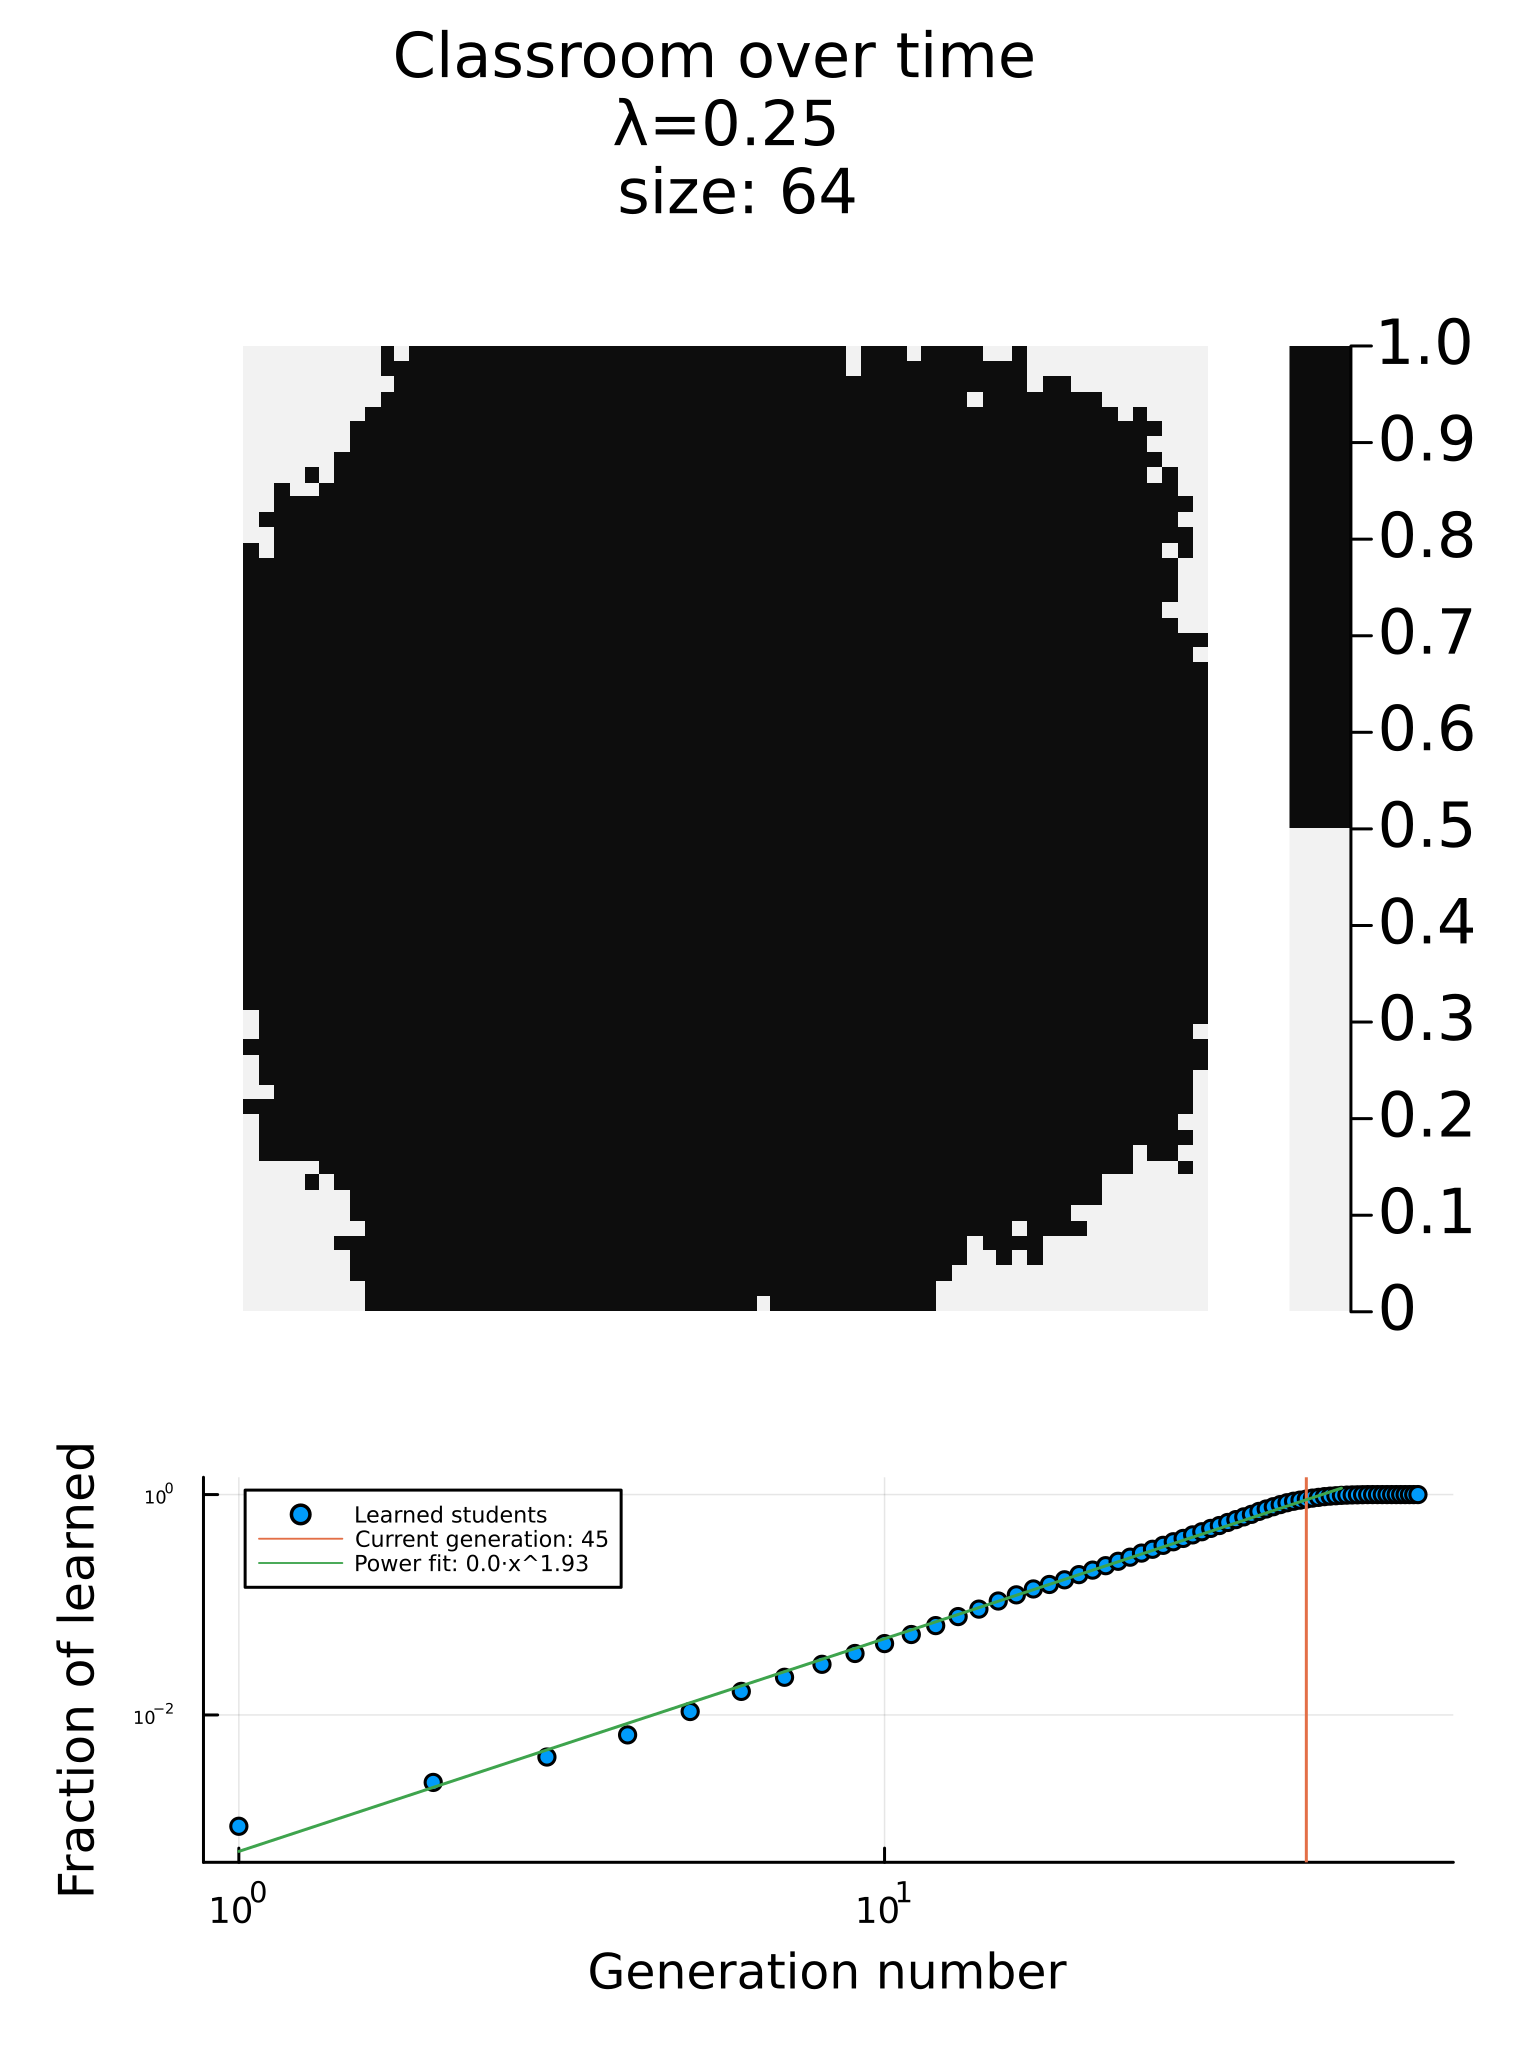 Classroom over time
λ=0.25
size: 64
1.0
0.9
0.8
0.7
0.6
0.5
0.4
0.3
0.2
0.1
0
Fraction of learned
10^0
10^−2
Learned students
Current generation: 45
Power fit: 0.0·x^1.93
10^0
10^1
Generation number